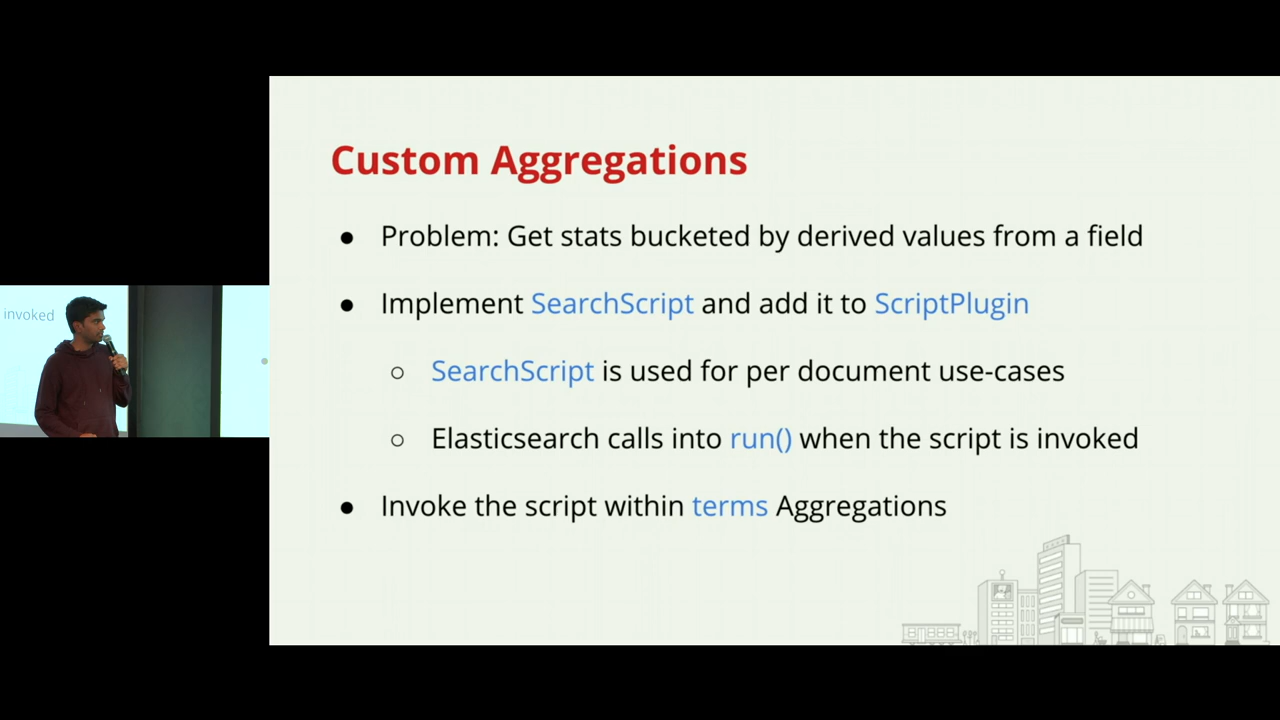 Custom Aggregations
● Problem: Get stats bucketed by derived values from a field
● Implement SearchScript and add it to ScriptPlugin
○ SearchScript is used for per document use-cases
○ Elasticsearch calls into run() when the script is invoked
invoked
● Invoke the script within terms Aggregations